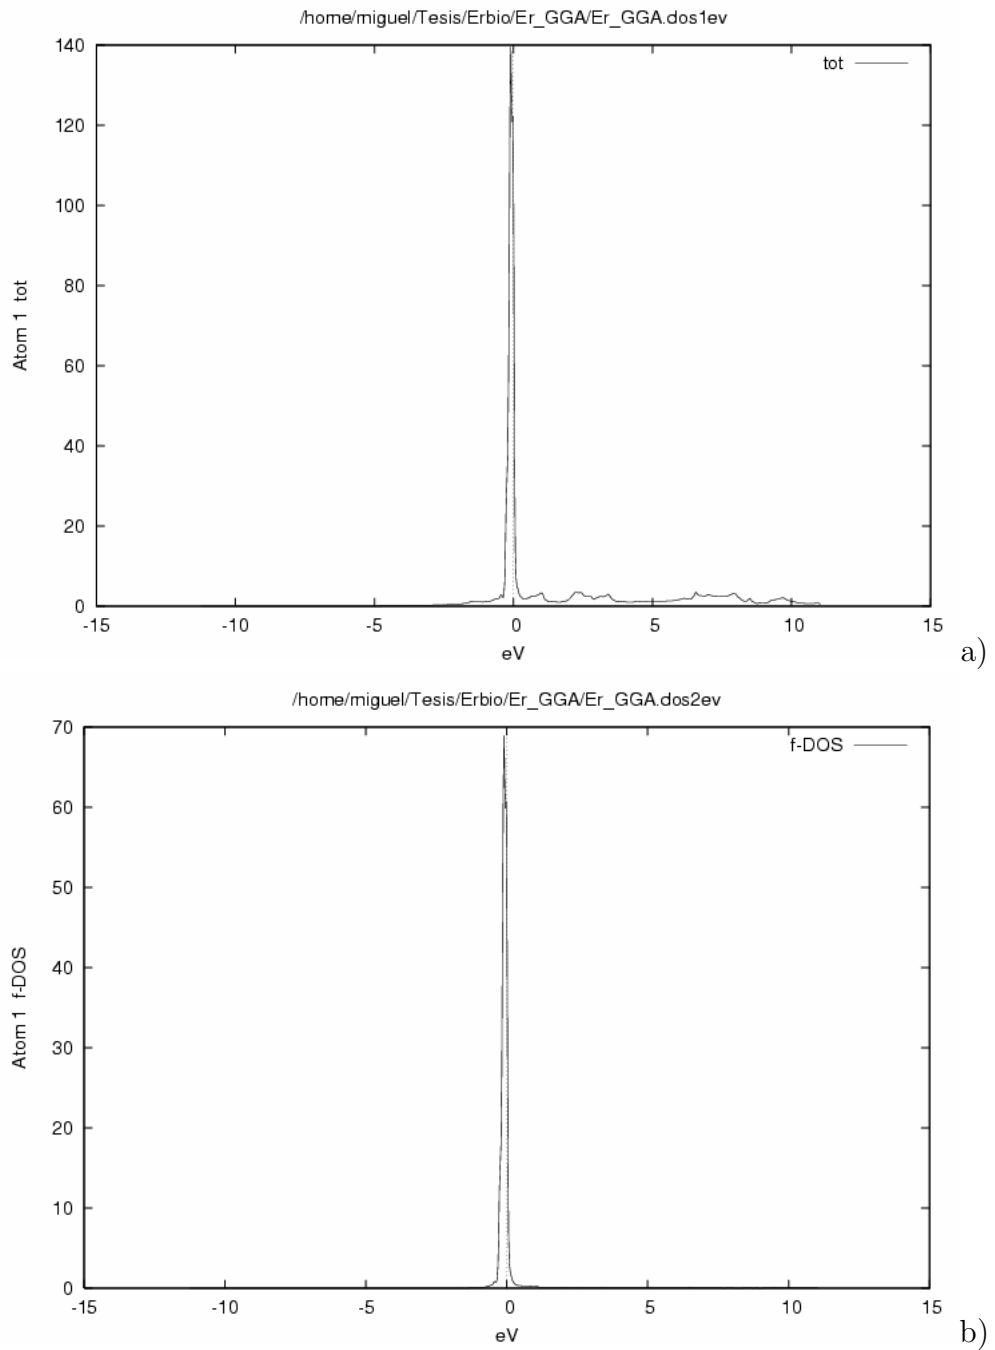 /home/miguel/Tesis/Erbio/Er_GGA/Er_GGA.dos1ev
140
tot
120
100
80
Atom 1 tot
60
40
20
0
-15 -10 -5 0 5 10 15
eV
a)
/home/miguel/Tesis/Erbio/Er_GGA/Er_GGA.dos2ev
70
f-DOS
60
50
40
Atom 1 f-DOS
30
20
10
0
-15 -10 -5 0 5 10 15
eV
b)